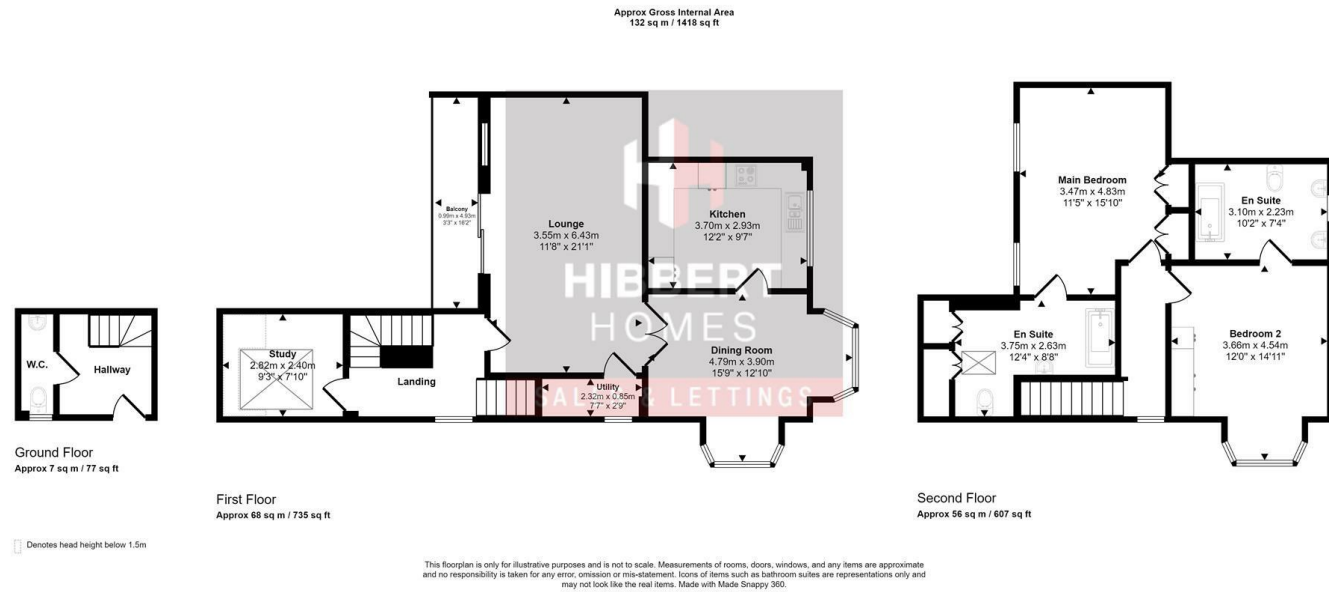 Approx Gross Internal Area
132 sq m / 1418 sq ft
Balcony
0.99m x 4.93m
3'3" x 16'2"
Lounge
3.55m x 6.43m
11'8" x 21'1"
Kitchen
3.70m x 2.93m
12'2" x 9'7"
Main Bedroom
3.47m x 4.83m
11'5" x 15'10"
En Suite
3.10m x 2.23m
10'2" x 7'4"
HIBBERT
HOMES
SALES & LETTINGS
W.C.
Hallway
Study
2.82m x 2.40m
9'3" x 7'10"
Landing
Utility
2.32m x 0.85m
7'7" x 2'9"
Dining Room
4.79m x 3.90m
15'9" x 12'10"
En Suite
3.75m x 2.63m
12'4" x 8'8"
Bedroom 2
3.66m x 4.54m
12'0" x 14'11"
Ground Floor
Approx 7 sq m / 77 sq ft
First Floor
Approx 68 sq m / 735 sq ft
Second Floor
Approx 56 sq m / 607 sq ft
Denotes head height below 1.5m
This floorplan is only for illustrative purposes and is not to scale. Measurements of rooms, doors, windows, and any items are approximate
and no responsibility is taken for any error, omission or mis-statement. Icons of items such as bathroom suites are representations only and
may not look like the real items. Made with Made Snappy 360.